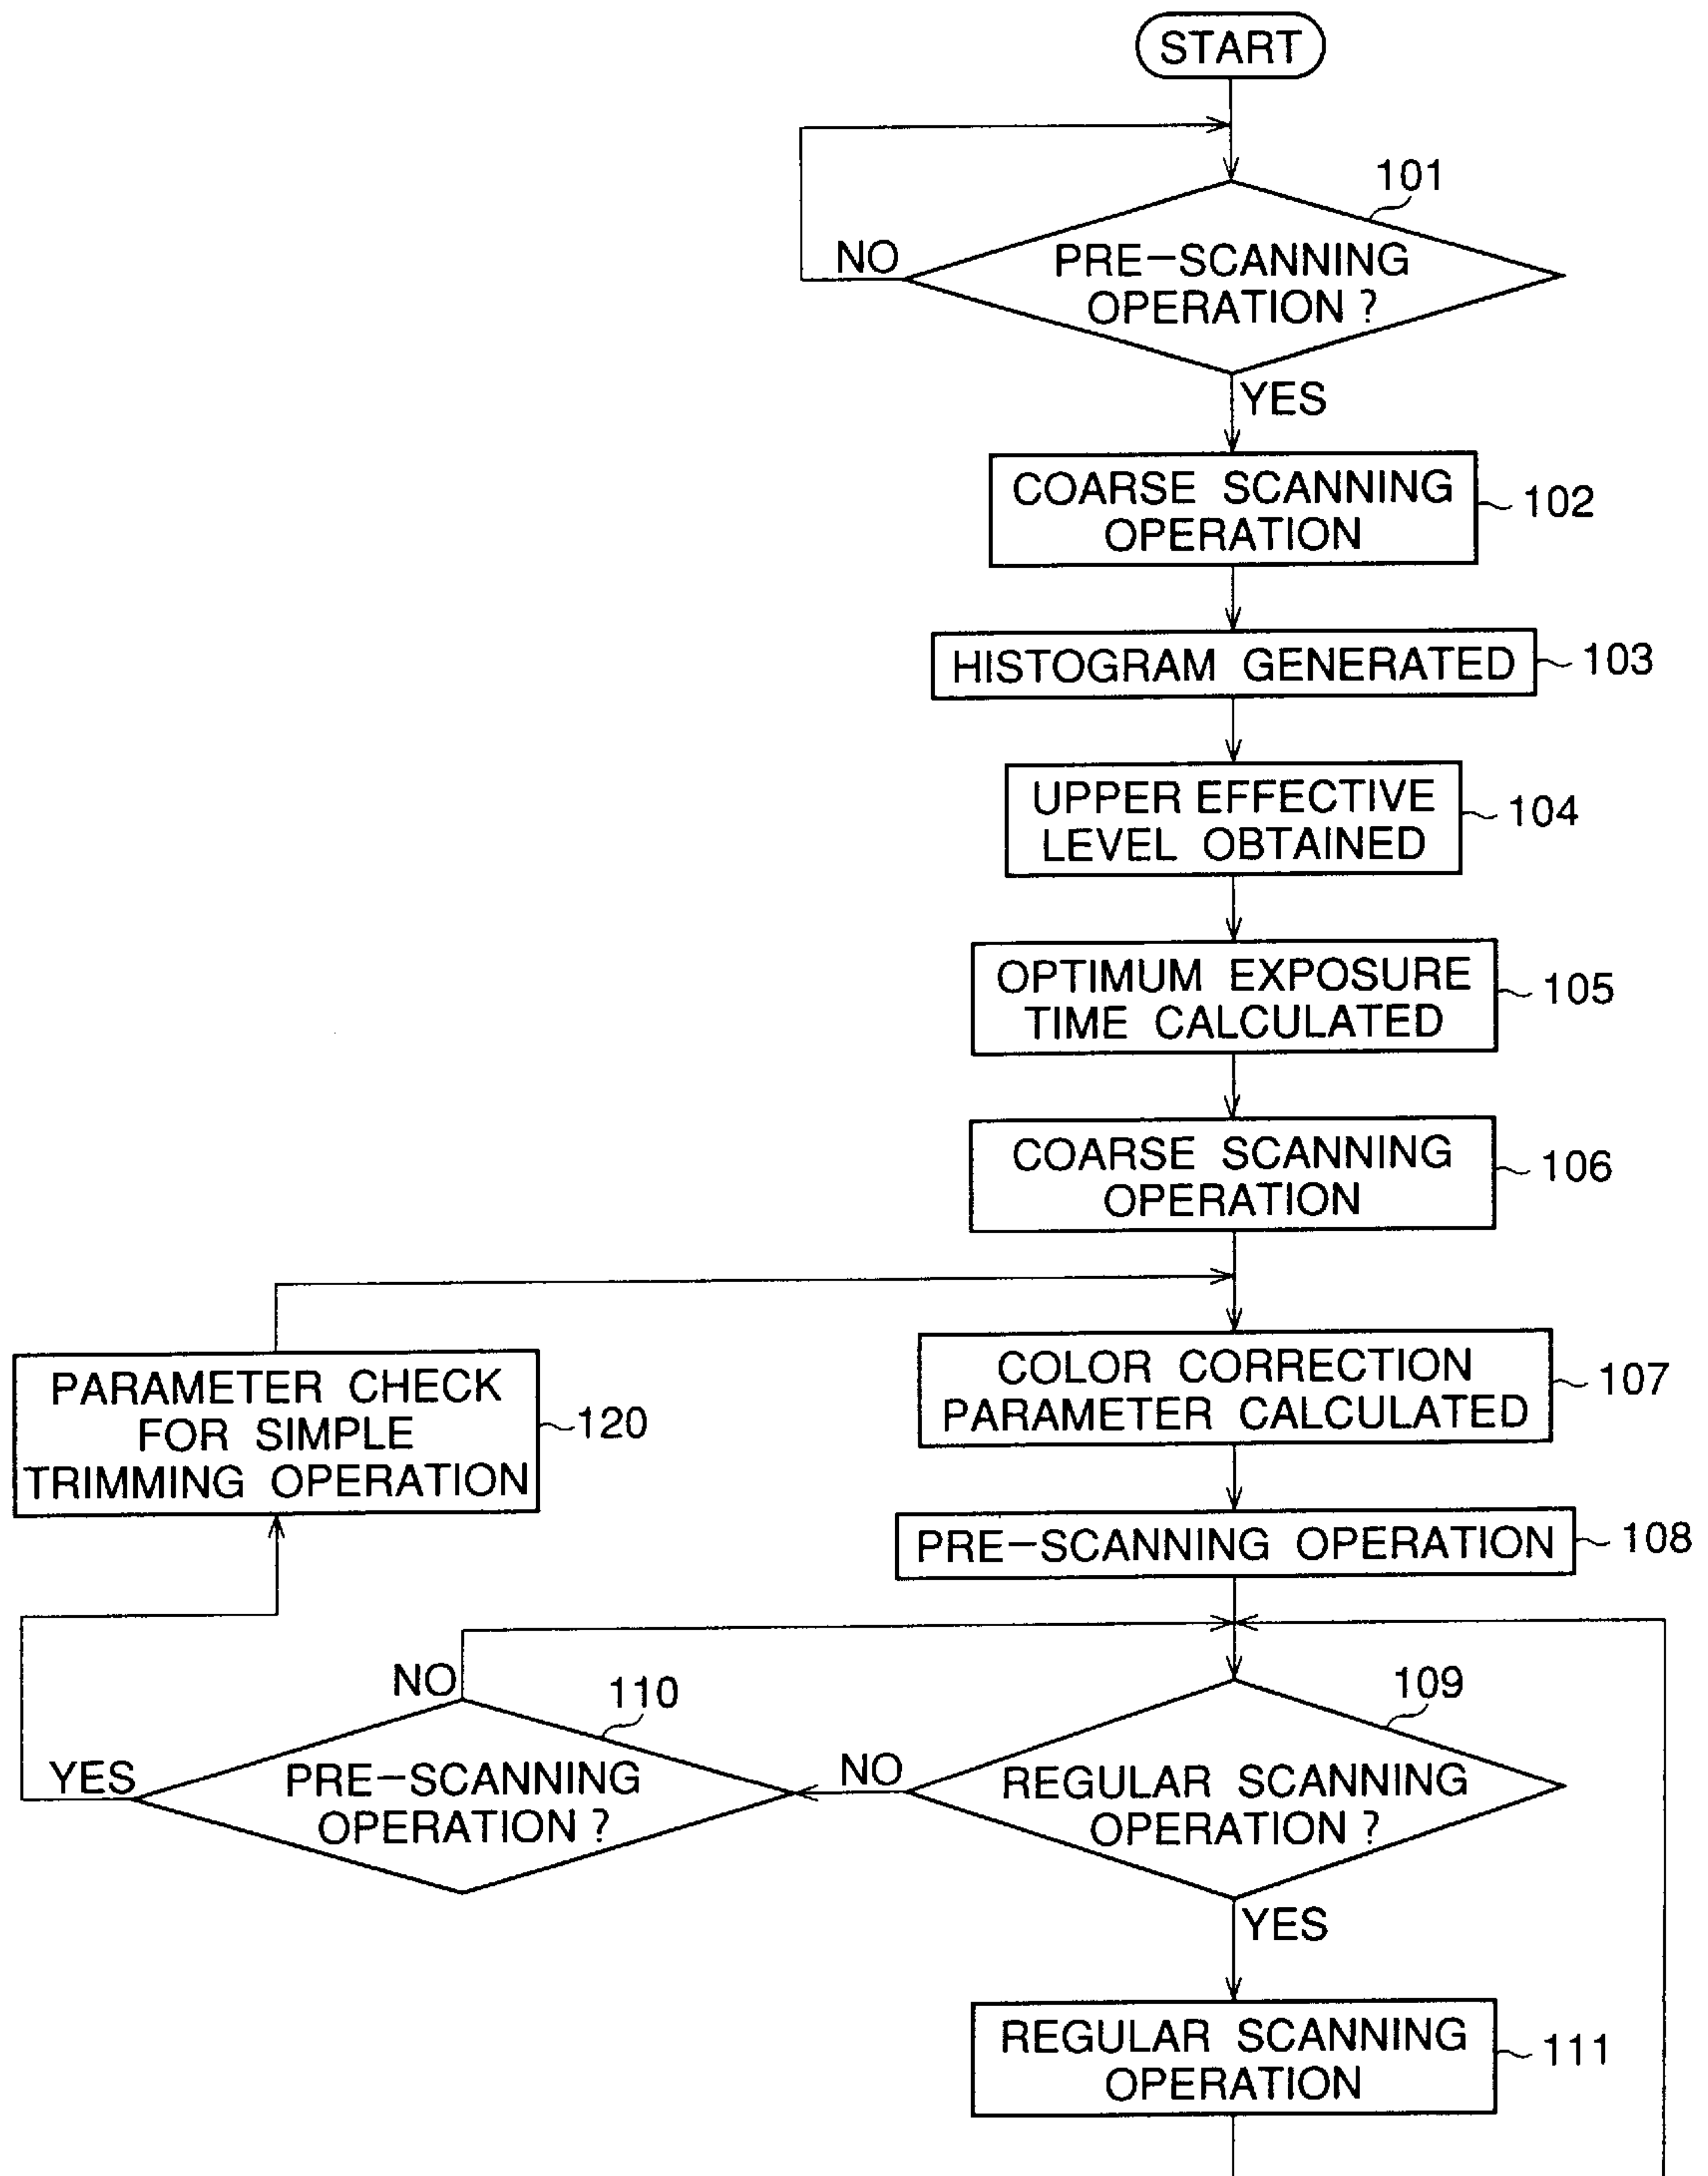 START
101
NO
PRE-SCANNING
OPERATION ?
YES
COARSE SCANNING
OPERATION
102
HISTOGRAM GENERATED
103
UPPER EFFECTIVE
LEVEL OBTAINED
104
OPTIMUM EXPOSURE
TIME CALCULATED
105
COARSE SCANNING
OPERATION
106
PARAMETER CHECK
FOR SIMPLE
TRIMMING OPERATION
120
COLOR CORRECTION
PARAMETER CALCULATED
107
PRE-SCANNING OPERATION
108
NO
110
YES
PRE-SCANNING
OPERATION ?
NO
109
REGULAR SCANNING
OPERATION ?
YES
REGULAR SCANNING
OPERATION
111